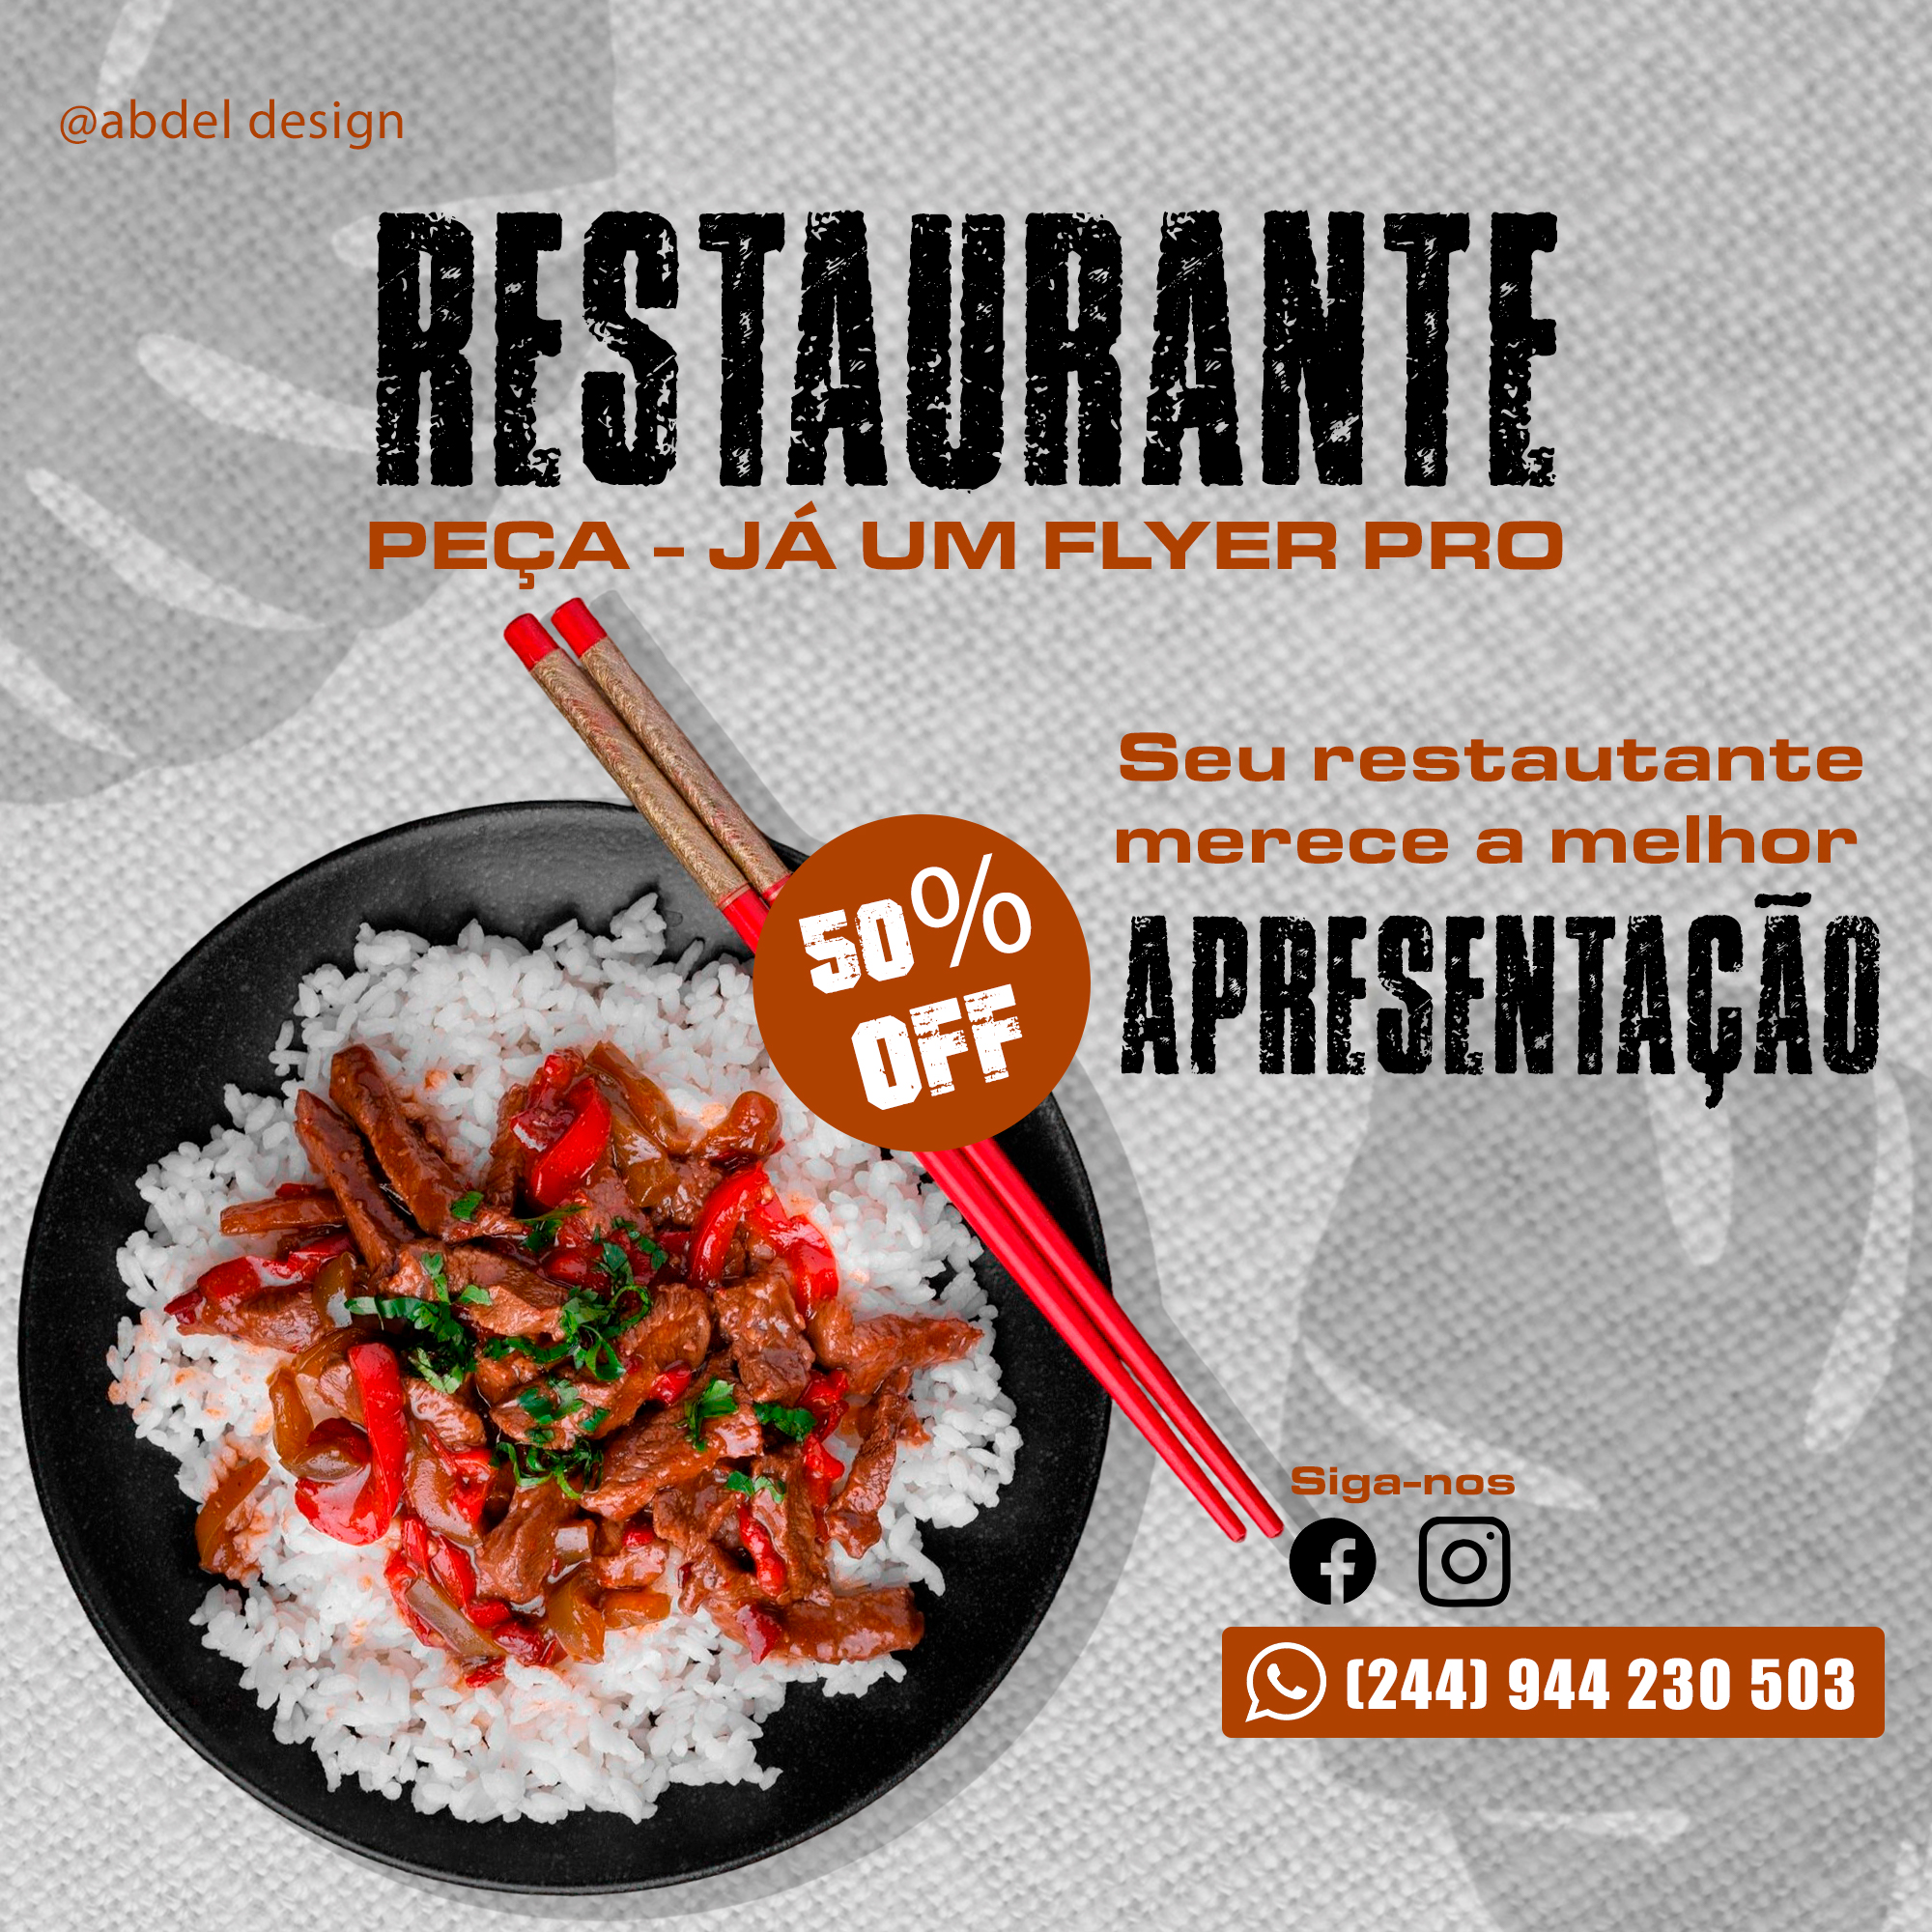 @abdel design
RESTAURANTE
PEÇA - JÁ UM FLYER PRO
Seu restautante
merece a melhor
APRESENTAÇÃO
50%
OFF
Siga-nos
(244) 944 230 503